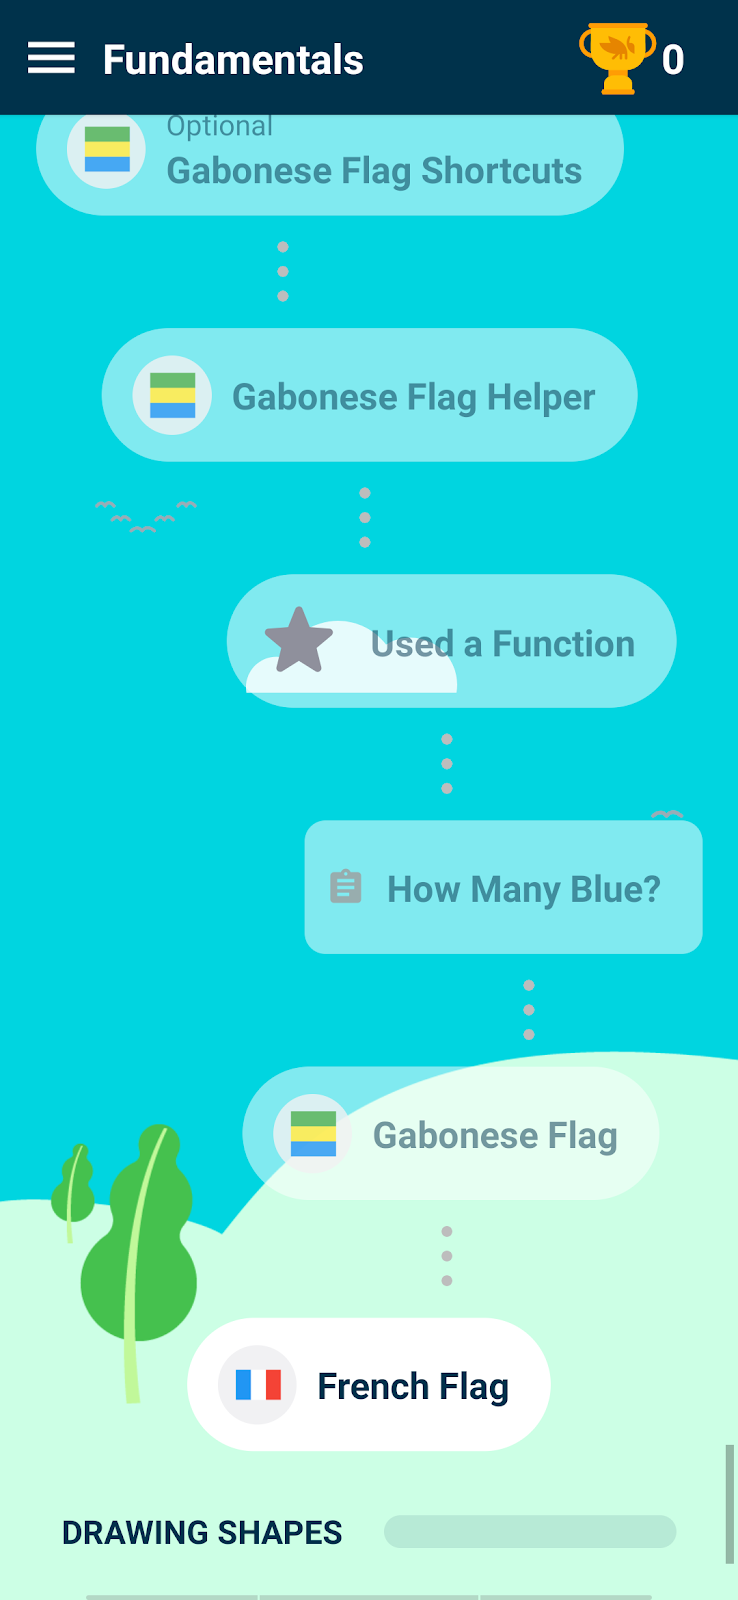 Fundamentals
0
Optional
Gabonese Flag Shortcuts
Gabonese Flag Helper
Used a Function
How Many Blue?
Gabonese Flag
French Flag
DRAWING SHAPES